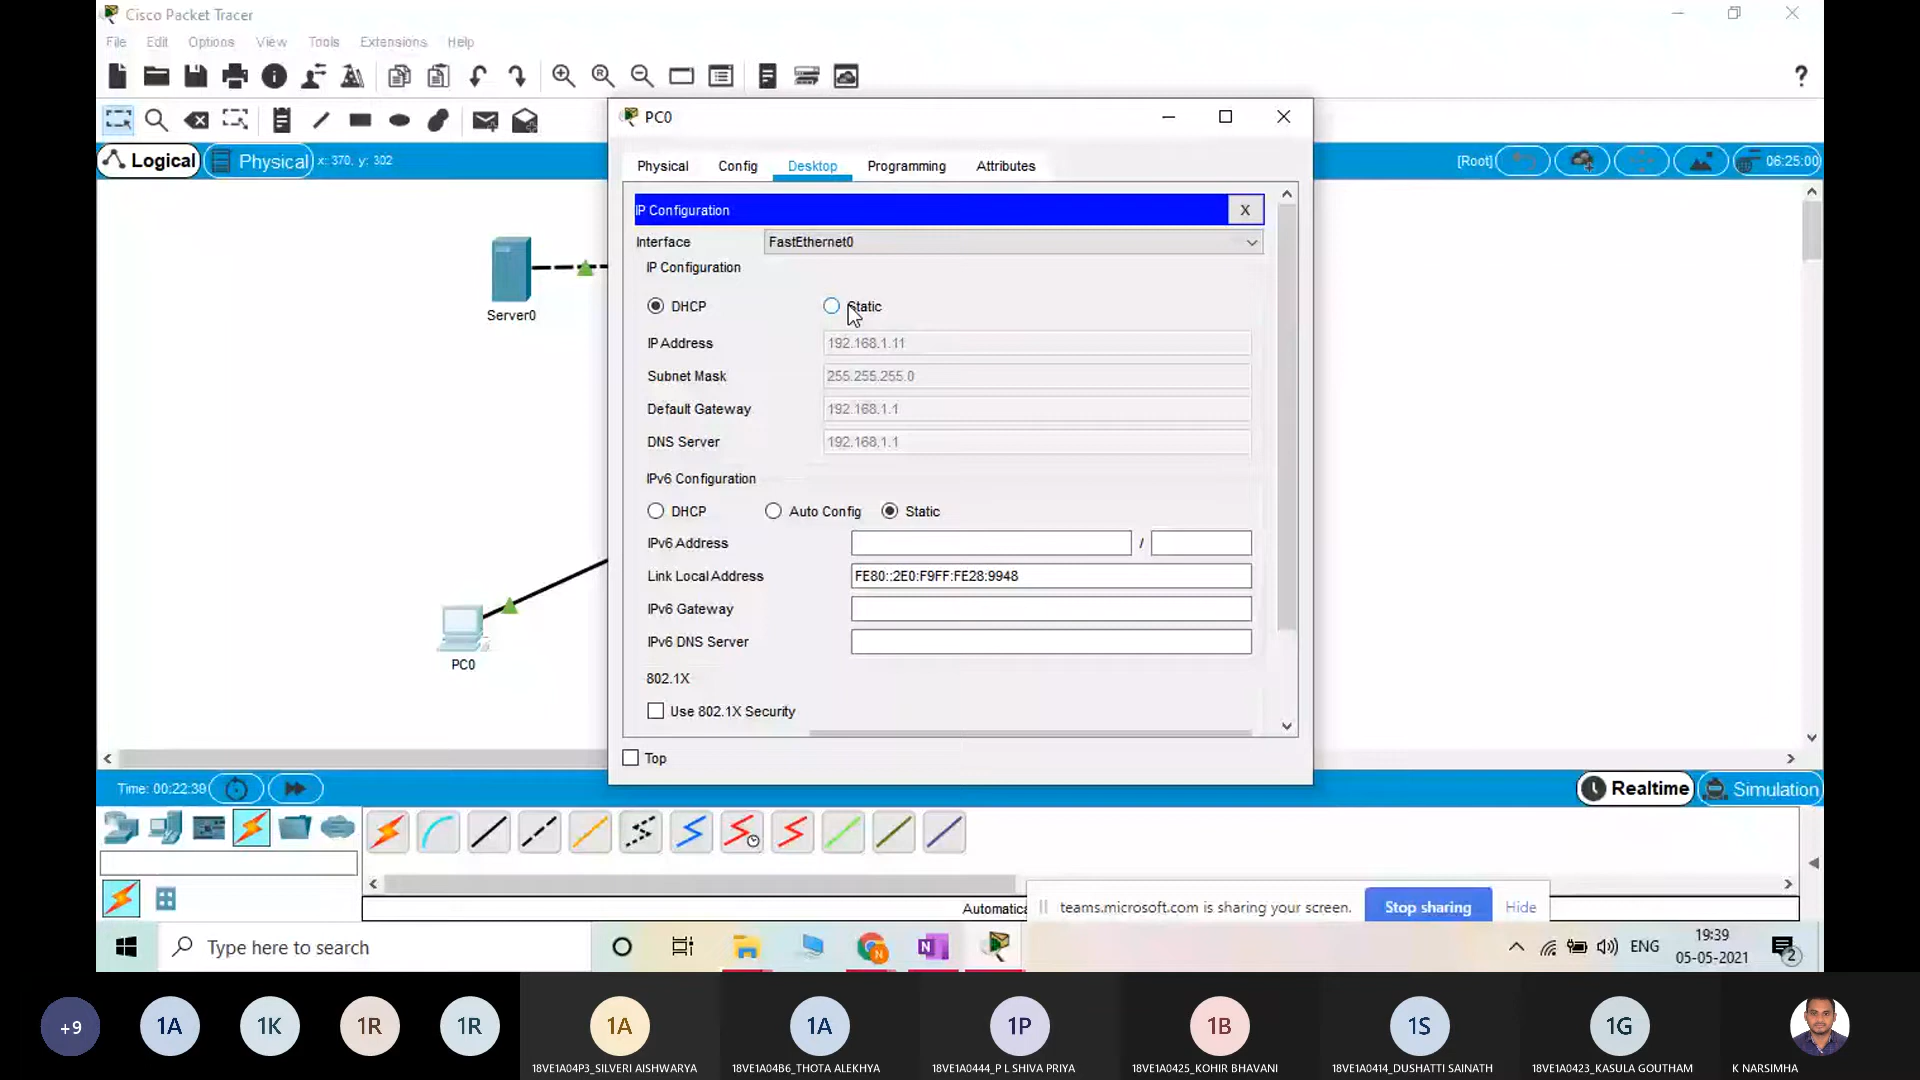 Cisco Packet Tracer
File Edit Options View Tools Extensions Help
?
PC0
Logical Physical x: 370, y: 302
[Root] 06:25:00
Physical Config Desktop Programming Attributes
IP Configuration X
Interface FastEthernet0
IP Configuration
DHCP Static
IP Address 192.168.1.11
Subnet Mask 255.255.255.0
Default Gateway 192.168.1.1
DNS Server 192.168.1.1
IPv6 Configuration
DHCP Auto Config Static
IPv6 Address /
Link Local Address FE80::2E0:F9FF:FE28:9948
IPv6 Gateway
IPv6 DNS Server
802.1X
Use 802.1X Security
Top
Server0
PC0
Time: 00:22:39
Realtime Simulation
Automatica
teams.microsoft.com is sharing your screen. Stop sharing Hide
Type here to search
N
N
ENG
19:39
05-05-2021
2
+9 1A 1K 1R 1R 1A 1A 1P 1B 1S 1G
18VE1A04P3_SILVERI AISHWARYA 18VE1A04B6_THOTA ALEKHYA 18VE1A0444_P L SHIVA PRIYA 18VE1A0425_KOHIR BHAVANI 18VE1A0414_DUSHATTI SAINATH 18VE1A0423_KASULA GOUTHAM K NARSIMHA